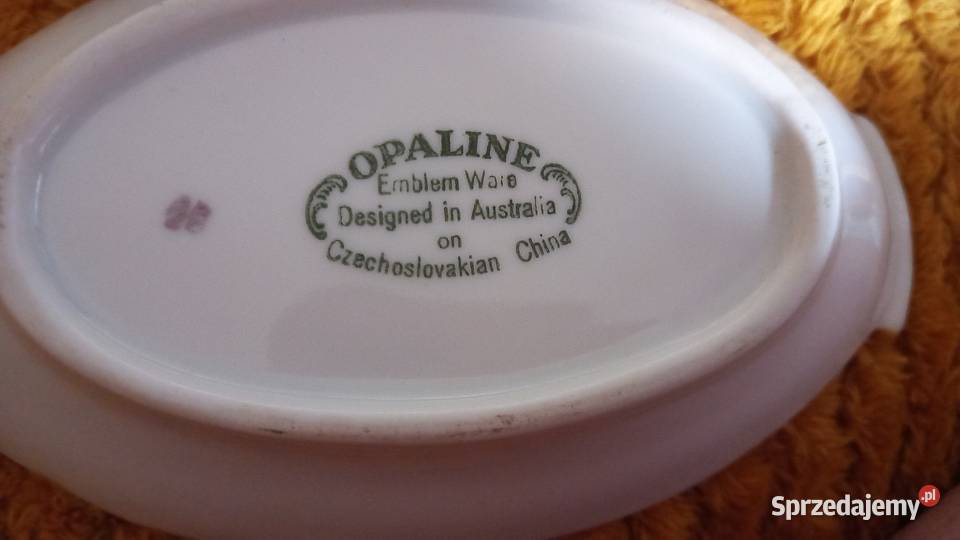 OPALINE
Emblem Ware
Designed in Australia
on
Czechoslovakian China
Sprzedajemy.pl